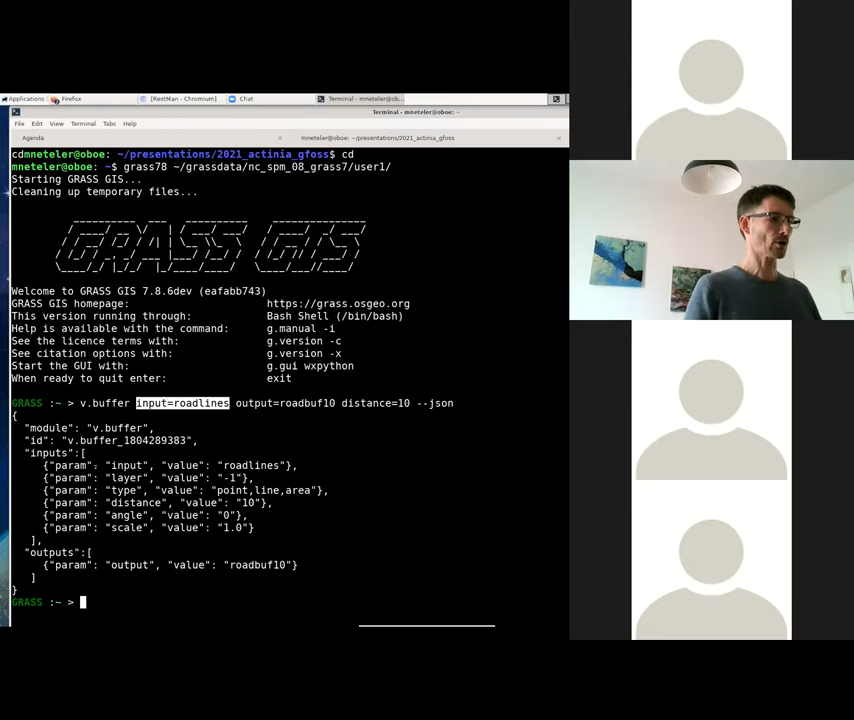 Applications
Firefox
[RestMan - Chromium]
Chat
Terminal - mneteler@ob...
Terminal - mneteler@oboe: ~
File Edit View Terminal Tabs Help
Agenda
mneteler@oboe: ~/presentations/2021_actinia_gfoss
cdmneteler@oboe: ~/presentations/2021_actinia_gfoss$ cd
mneteler@oboe: ~$ grass78 ~/grassdata/nc_spm_08_grass7/user1/
Starting GRASS GIS...
Cleaning up temporary files...
GRASS GIS
Welcome to GRASS GIS 7.8.6dev (eafabb743)
GRASS GIS homepage: https://grass.osgeo.org
This version running through: Bash Shell (/bin/bash)
Help is available with the command: g.manual -i
See the licence terms with: g.version -c
See citation options with: g.version -x
Start the GUI with: g.gui wxpython
When ready to quit enter: exit
GRASS :~ > v.buffer input=roadlines output=roadbuf10 distance=10 --json
{
"module": "v.buffer",
"id": "v.buffer_1804289383",
"inputs":[
{"param": "input", "value": "roadlines"},
{"param": "layer", "value": "-1"},
{"param": "type", "value": "point,line,area"},
{"param": "distance", "value": "10"},
{"param": "angle", "value": "0"},
{"param": "scale", "value": "1.0"}
],
"outputs":[
{"param": "output", "value": "roadbuf10"}
]
}
GRASS :~ >